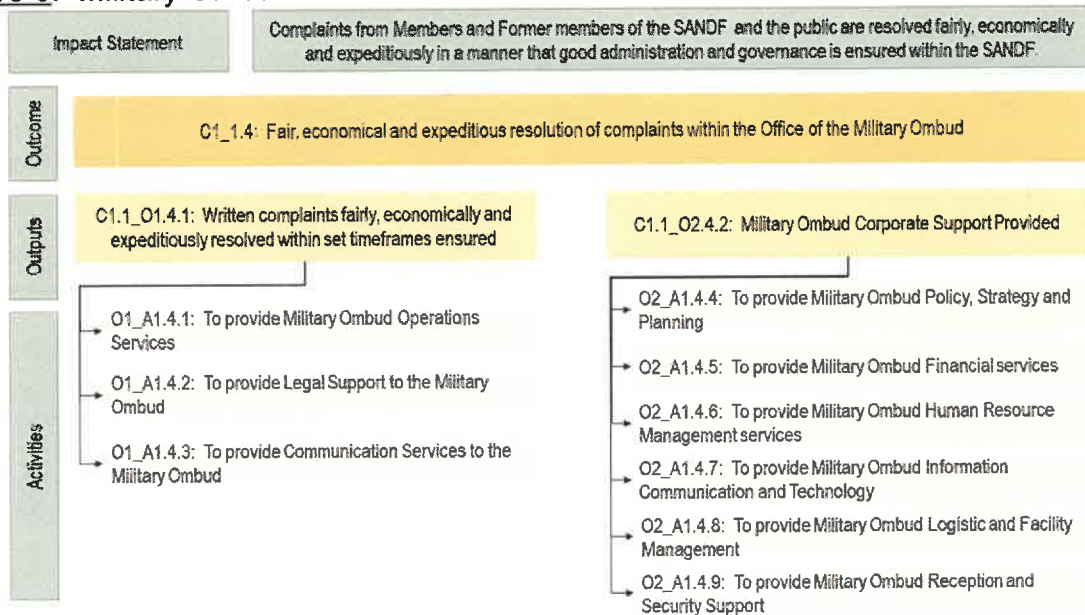 Impact Statement
Complaints from Members and Former members of the SANDF and the public are resolved fairly, economically
and expeditiously in a manner that good administration and governance is ensured within the SANDF.
Outcome
C1_1.4: Fair, economical and expeditious resolution of complaints within the Office of the Military Ombud
Outputs
C1.1_O1.4.1: Written complaints fairly, economically and
expeditiously resolved within set timeframes ensured
C1.1_O2.4.2: Military Ombud Corporate Support Provided
Activities
O1_A1.4.1: To provide Military Ombud Operations
Services
O1_A1.4.2: To provide Legal Support to the Military
Ombud
O1_A1.4.3: To provide Communication Services to the
Military Ombud
O2_A1.4.4: To provide Military Ombud Policy, Strategy and
Planning
O2_A1.4.5: To provide Military Ombud Financial services
O2_A1.4.6: To provide Military Ombud Human Resource
Management services
O2_A1.4.7: To provide Military Ombud Information
Communication and Technology
O2_A1.4.8: To provide Military Ombud Logistic and Facility
Management
O2_A1.4.9: To provide Military Ombud Reception and
Security Support